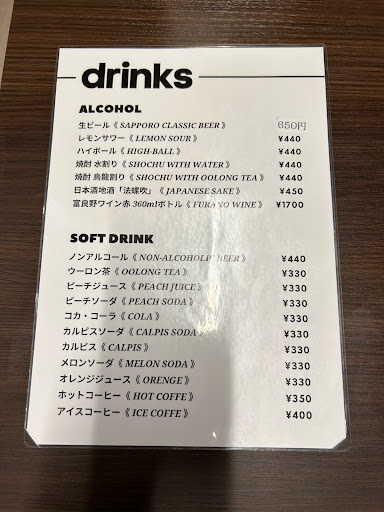 drinks
ALCOHOL
生ビール《 SAPPORO CLASSIC BEER 》 650円
レモンサワー《 LEMON SOUR 》 ¥440
ハイボール《 HIGH-BALL 》 ¥440
焼酎 水割り《 SHOCHU WITH WATER 》 ¥440
焼酎 烏龍割り《 SHOCHU WITH OOLONG TEA 》 ¥440
日本酒地酒「法螺吹」《 JAPANESE SAKE 》 ¥450
富良野ワイン赤 360mlボトル《 FURANO WINE 》 ¥1700
SOFT DRINK
ノンアルコール《 NON-ALCOHOLIC BEER 》 ¥440
ウーロン茶《 OOLONG TEA 》 ¥330
ピーチジュース《 PEACH JUICE 》 ¥330
ピーチソーダ《 PEACH SODA 》 ¥330
コカ・コーラ《 COLA 》 ¥330
カルピスソーダ《 CALPIS SODA 》 ¥330
カルピス《 CALPIS 》 ¥330
メロンソーダ《 MELON SODA 》 ¥330
オレンジジュース《 ORENGE 》 ¥330
ホットコーヒー《 HOT COFFE 》 ¥350
アイスコーヒー《 ICE COFFE 》 ¥400